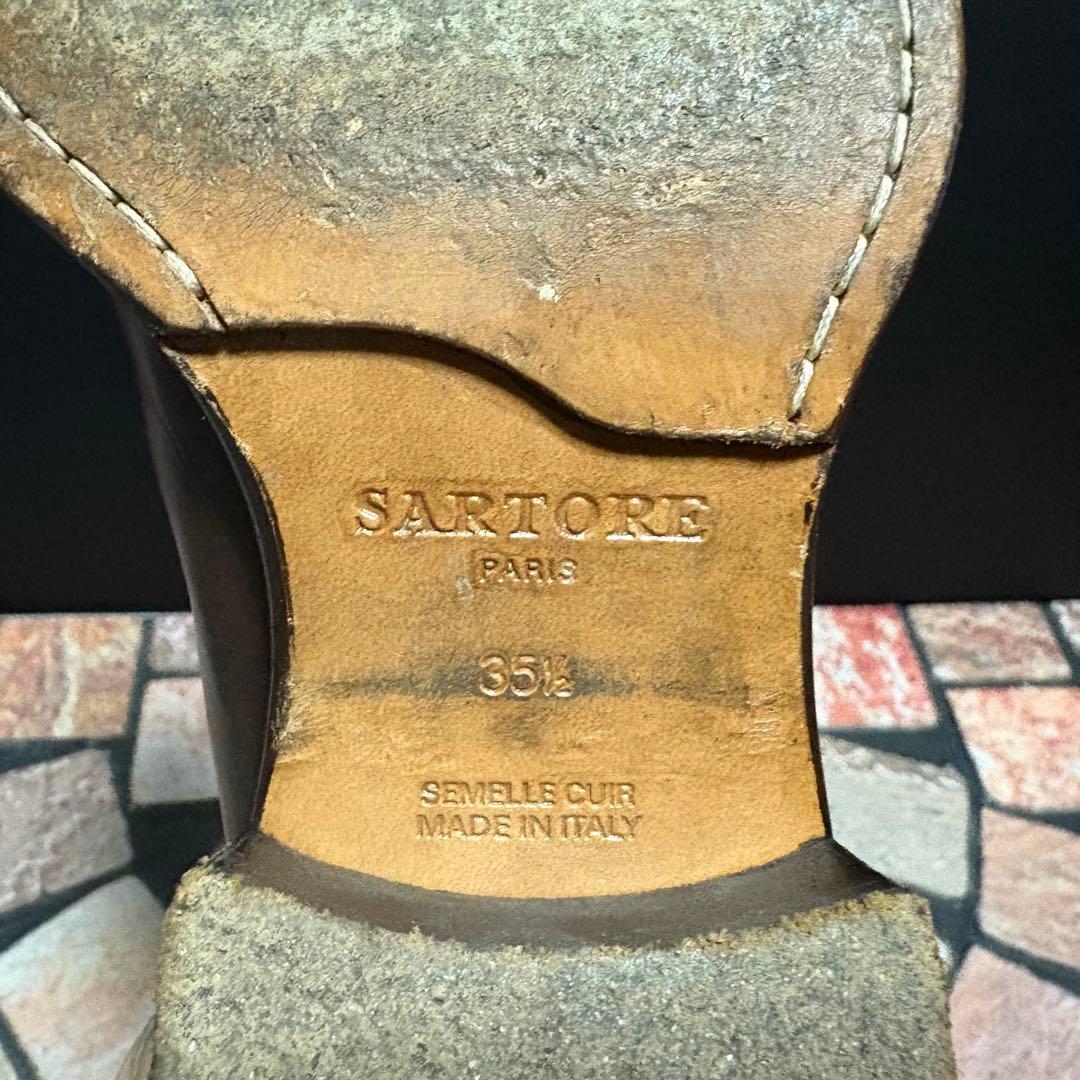 SARTORE
PARIS
35½
SEMELLE CUIR
MADE IN ITALY